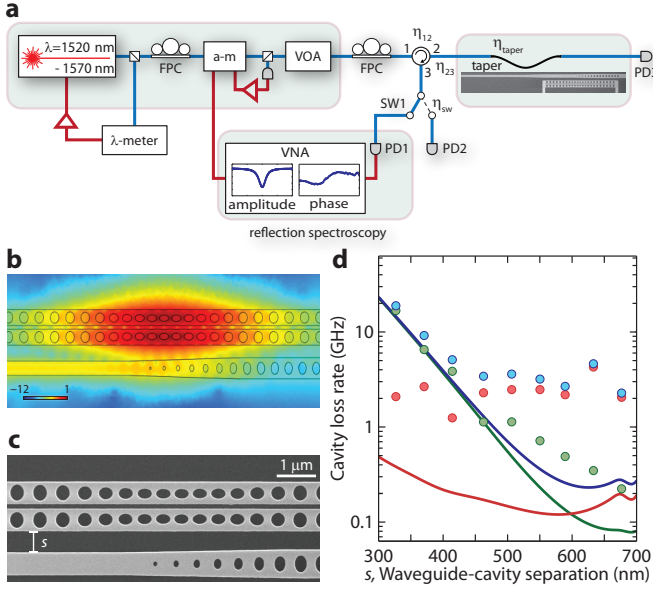 a
λ=1520 nm
- 1570 nm
FPC
a-m
VOA
FPC
η12
1
2
3
η23
ηtaper
taper
PD3
SW1
ηsw
λ-meter
VNA
amplitude
phase
PD1
PD2
reflection spectroscopy
b
−12
1
c
1 μm
s
d
Cavity loss rate (GHz)
10
1
0.1
300
400
500
600
700
s, Waveguide-cavity separation (nm)